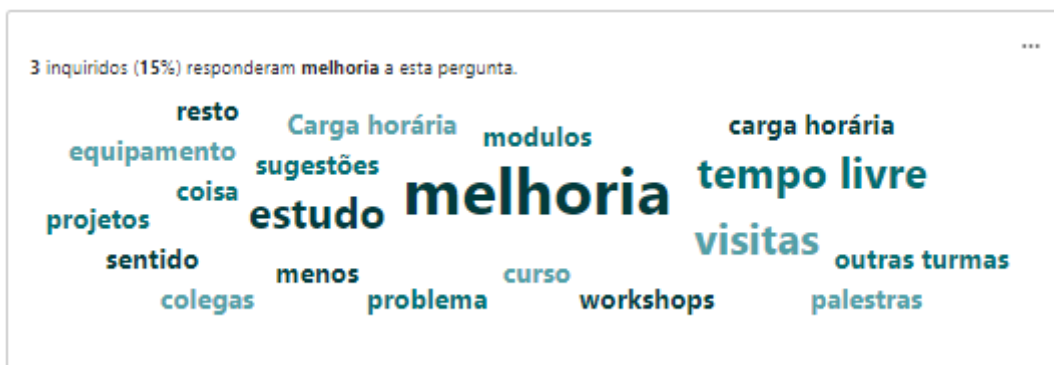 ...
3 inquiridos (15%) responderam melhoria a esta pergunta.
resto
Carga horária
modulos
carga horária
equipamento
sugestões
tempo livre
coisa
melhoria
projetos
estudo
visitas
sentido
menos
curso
outras turmas
colegas
problema
workshops
palestras